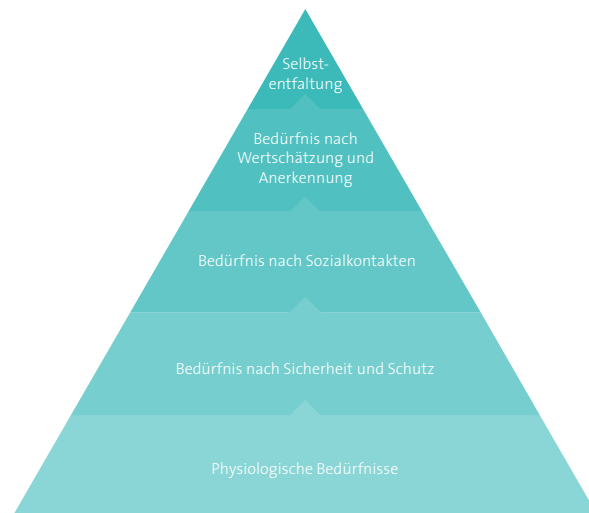 Selbst-
entfaltung
Bedürfnis nach
Wertschätzung und
Anerkennung
Bedürfnis nach Sozialkontakten
Bedürfnis nach Sicherheit und Schutz
Physiologische Bedürfnisse